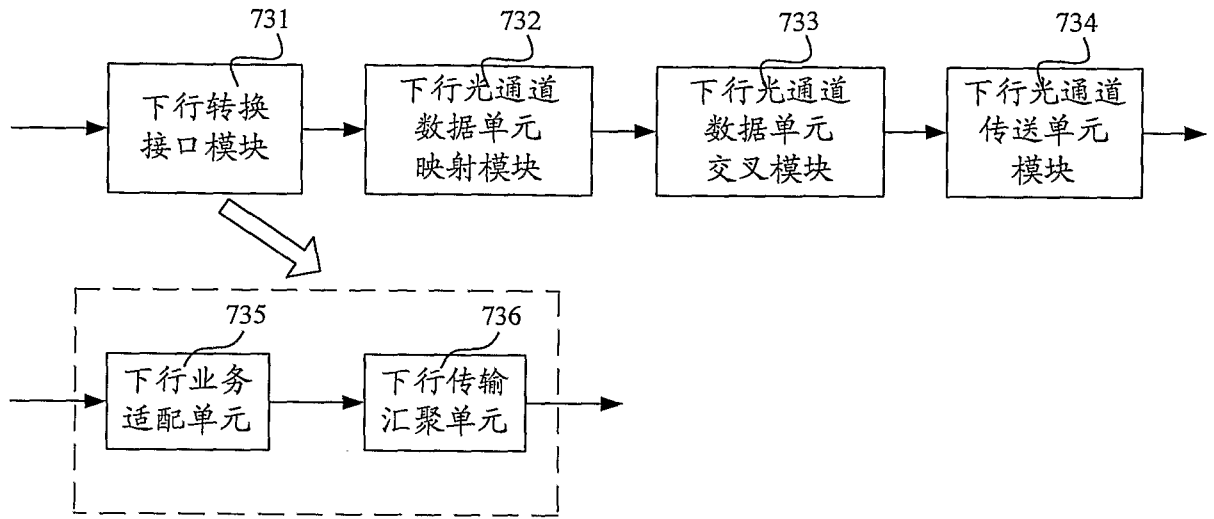 731
732
733
734
下行转换
接口模块
下行光通道
数据单元
映射模块
下行光通道
数据单元
交叉模块
下行光通道
传送单元
模块
735
736
下行业务
适配单元
下行传输
汇聚单元